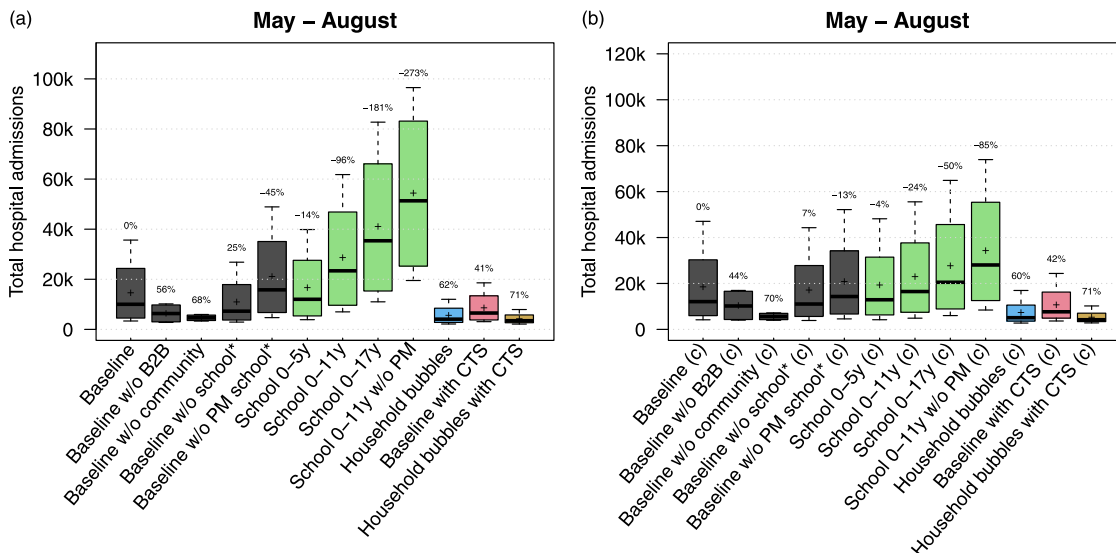 (a)
May – August
Total hospital admissions
100k
80k
60k
40k
20k
0
0%
56%
68%
25%
−45%
−14%
−96%
−181%
−273%
62%
41%
71%
Baseline
Baseline w/o B2B
Baseline w/o community
Baseline w/o school*
Baseline w/o PM school*
School 0−5y
School 0−11y
School 0−17y
School 0−11y w/o PM
Household bubbles
Baseline with CTS
Household bubbles with CTS
(b)
May – August
Total hospital admissions
120k
100k
80k
60k
40k
20k
0
0%
44%
70%
7%
−13%
−4%
−24%
−50%
−85%
60%
42%
71%
Baseline (c)
Baseline w/o B2B (c)
Baseline w/o community (c)
Baseline w/o school* (c)
Baseline w/o PM school* (c)
School 0−5y (c)
School 0−11y (c)
School 0−17y (c)
School 0−11y w/o PM (c)
Household bubbles (c)
Baseline with CTS (c)
Household bubbles with CTS (c)